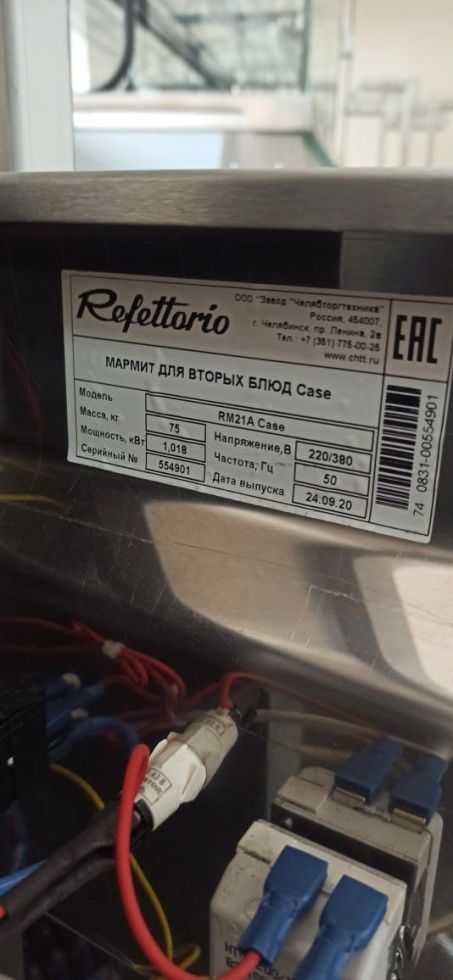 Refettorio
ООО "Завод "Челябторгтехника"
Россия, 454007,
г. Челябинск, пр. Ленина, 2в
Тел.: +7 (351) 775-00-26
www.chtt.ru
EAC
МАРМИТ ДЛЯ ВТОРЫХ БЛЮД Case
Модель RM21A Case
Масса, кг 75 Напряжение,В 220/380
Мощность, кВт 1,018 Частота, Гц 50
Серийный № 554901 Дата выпуска 24.09.20
74 0831-00554901